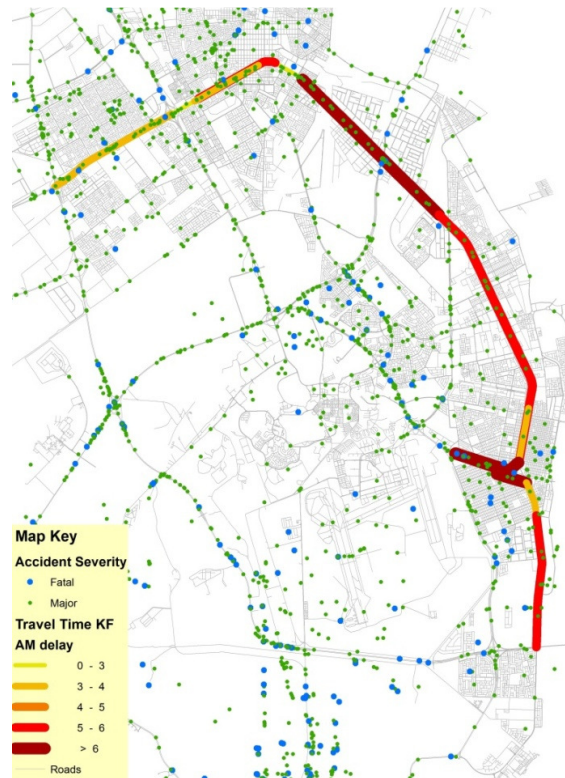 Map Key
Accident Severity
Fatal
Major
Travel Time KF
AM delay
0 - 3
3 - 4
4 - 5
5 - 6
> 6
Roads